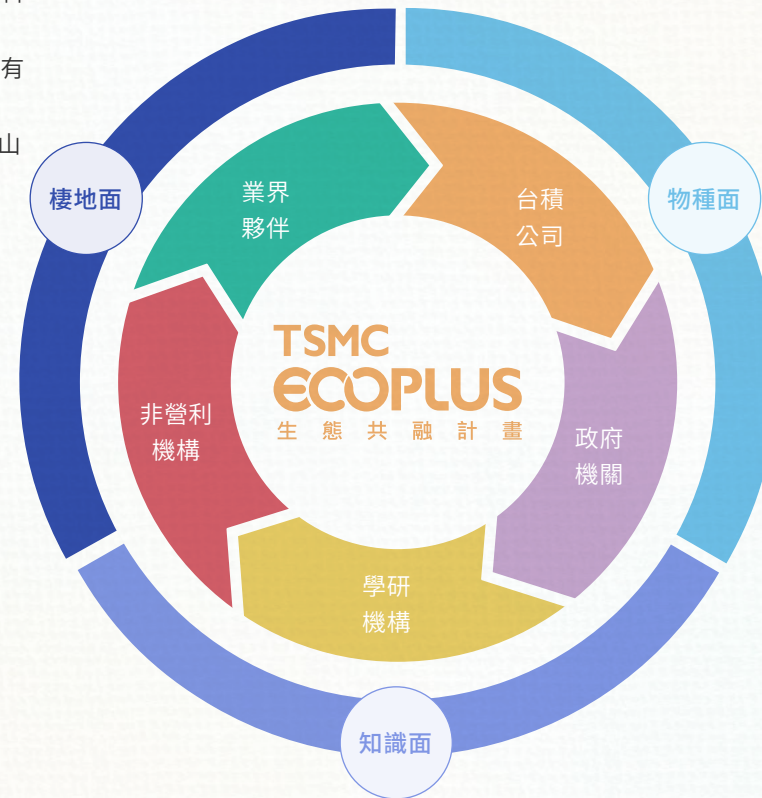 有
山
棲地面
物種面
業界
夥伴
台積
公司
TSMC
ECOPLUS
生態共融計畫
非營利
機構
政府
機關
學研
機構
知識面